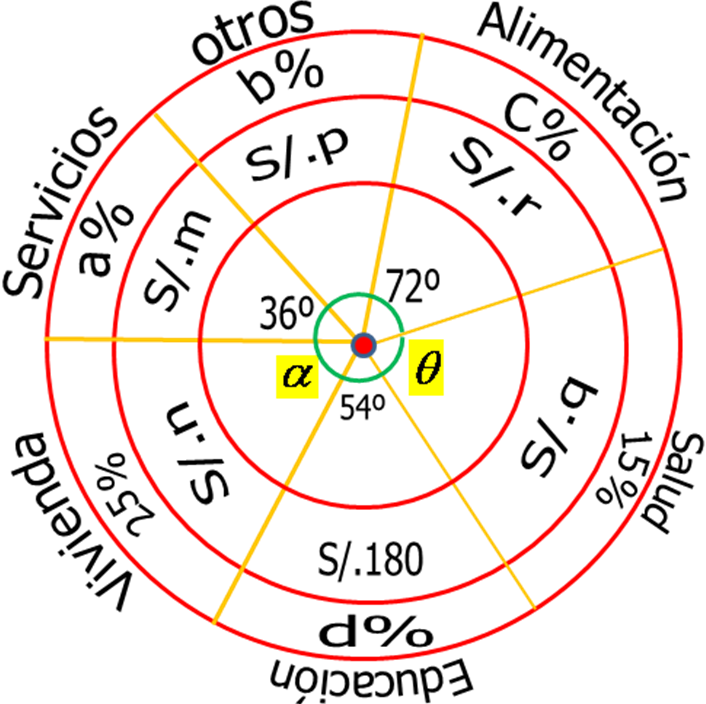 otros
b%
S/.p
Alimentación
C%
S/.r
72º
Servicios
a%
S/.m
36º
α
θ
54º
Vivienda
25%
S/.n
S/.180
d%
Educación
S/.q
15%
Salud